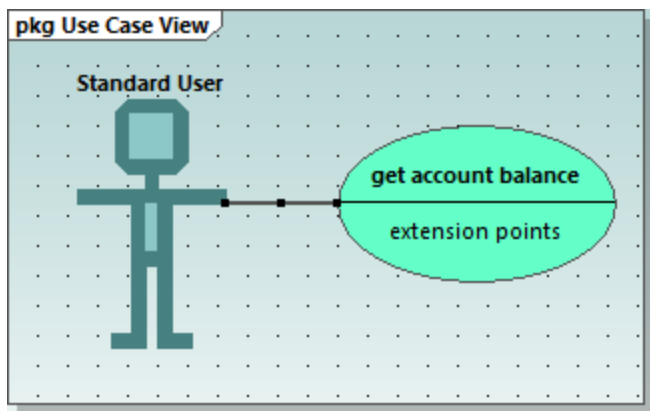 pkg Use Case View
Standard User
get account balance
extension points